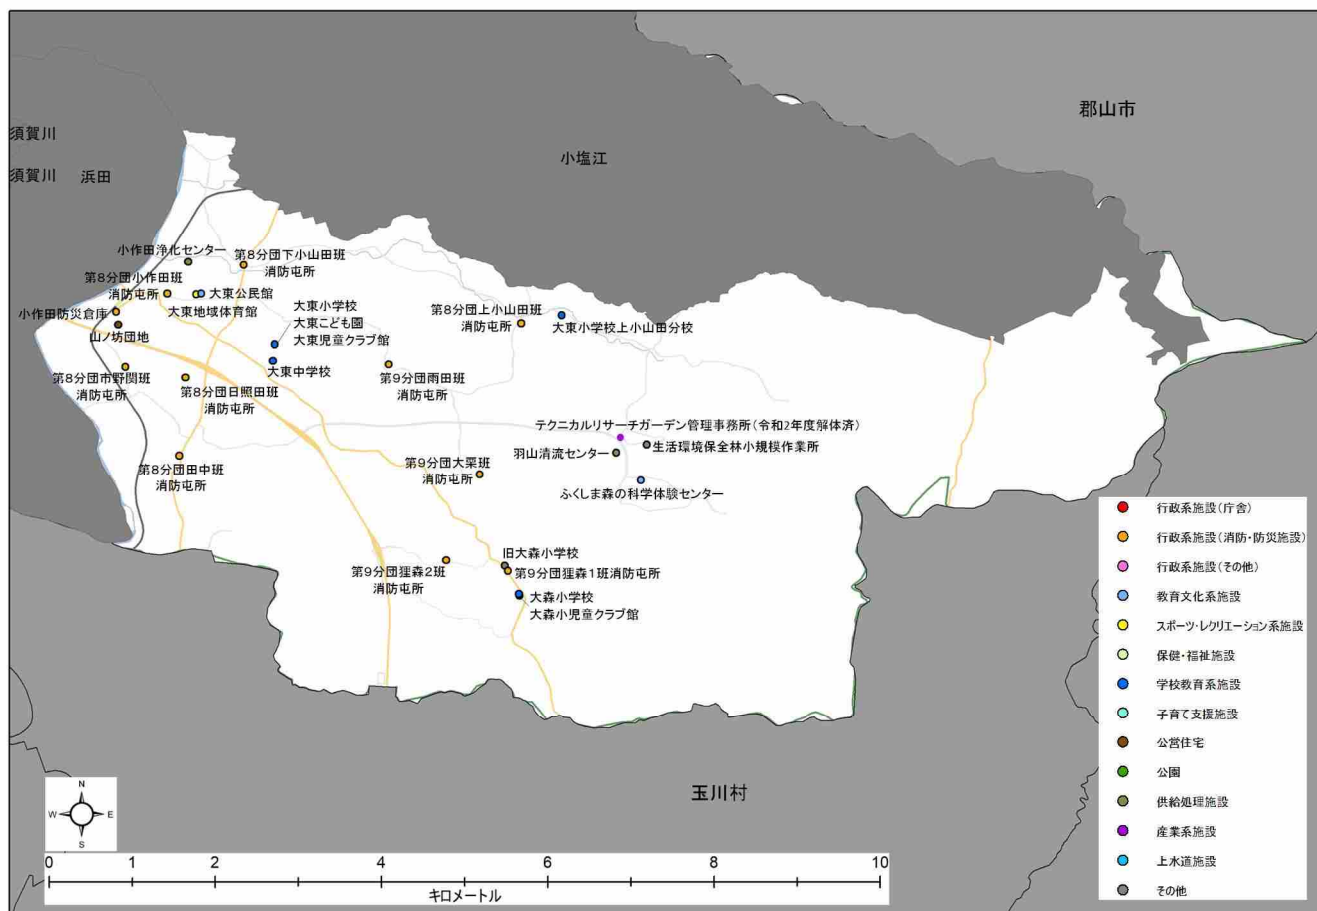 郡山市
須賀川
小塩江
須賀川
浜田
小作田浄化センター
第8分団下小山田班
消防屯所
第8分団小作田班
消防屯所
大東公民館
大東地域体育館
小作田防災倉庫
山ノ坊団地
大東小学校
大東こども園
大東児童クラブ館
大東中学校
第8分団上小山田班
消防屯所
大東小学校上小山田分校
第8分団市野関班
消防屯所
第8分団日照田班
消防屯所
第9分団雨田班
消防屯所
テクニカルリサーチガーデン管理事務所(令和2年度解体済)
生活環境保全林小規模作業所
羽山清流センター
第8分団田中班
消防屯所
第9分団大栗班
消防屯所
ふくしま森の科学体験センター
旧大森小学校
第9分団狸森2班
消防屯所
第9分団狸森1班消防屯所
大森小学校
大森小児童クラブ館
玉川村
行政系施設(庁舎)
行政系施設(消防・防災施設)
行政系施設(その他)
教育文化系施設
スポーツ・レクリエーション系施設
保健・福祉施設
学校教育系施設
子育て支援施設
公営住宅
公園
供給処理施設
産業系施設
上水道施設
その他
N
W E
S
0 1 2 4 6 8 10
キロメートル